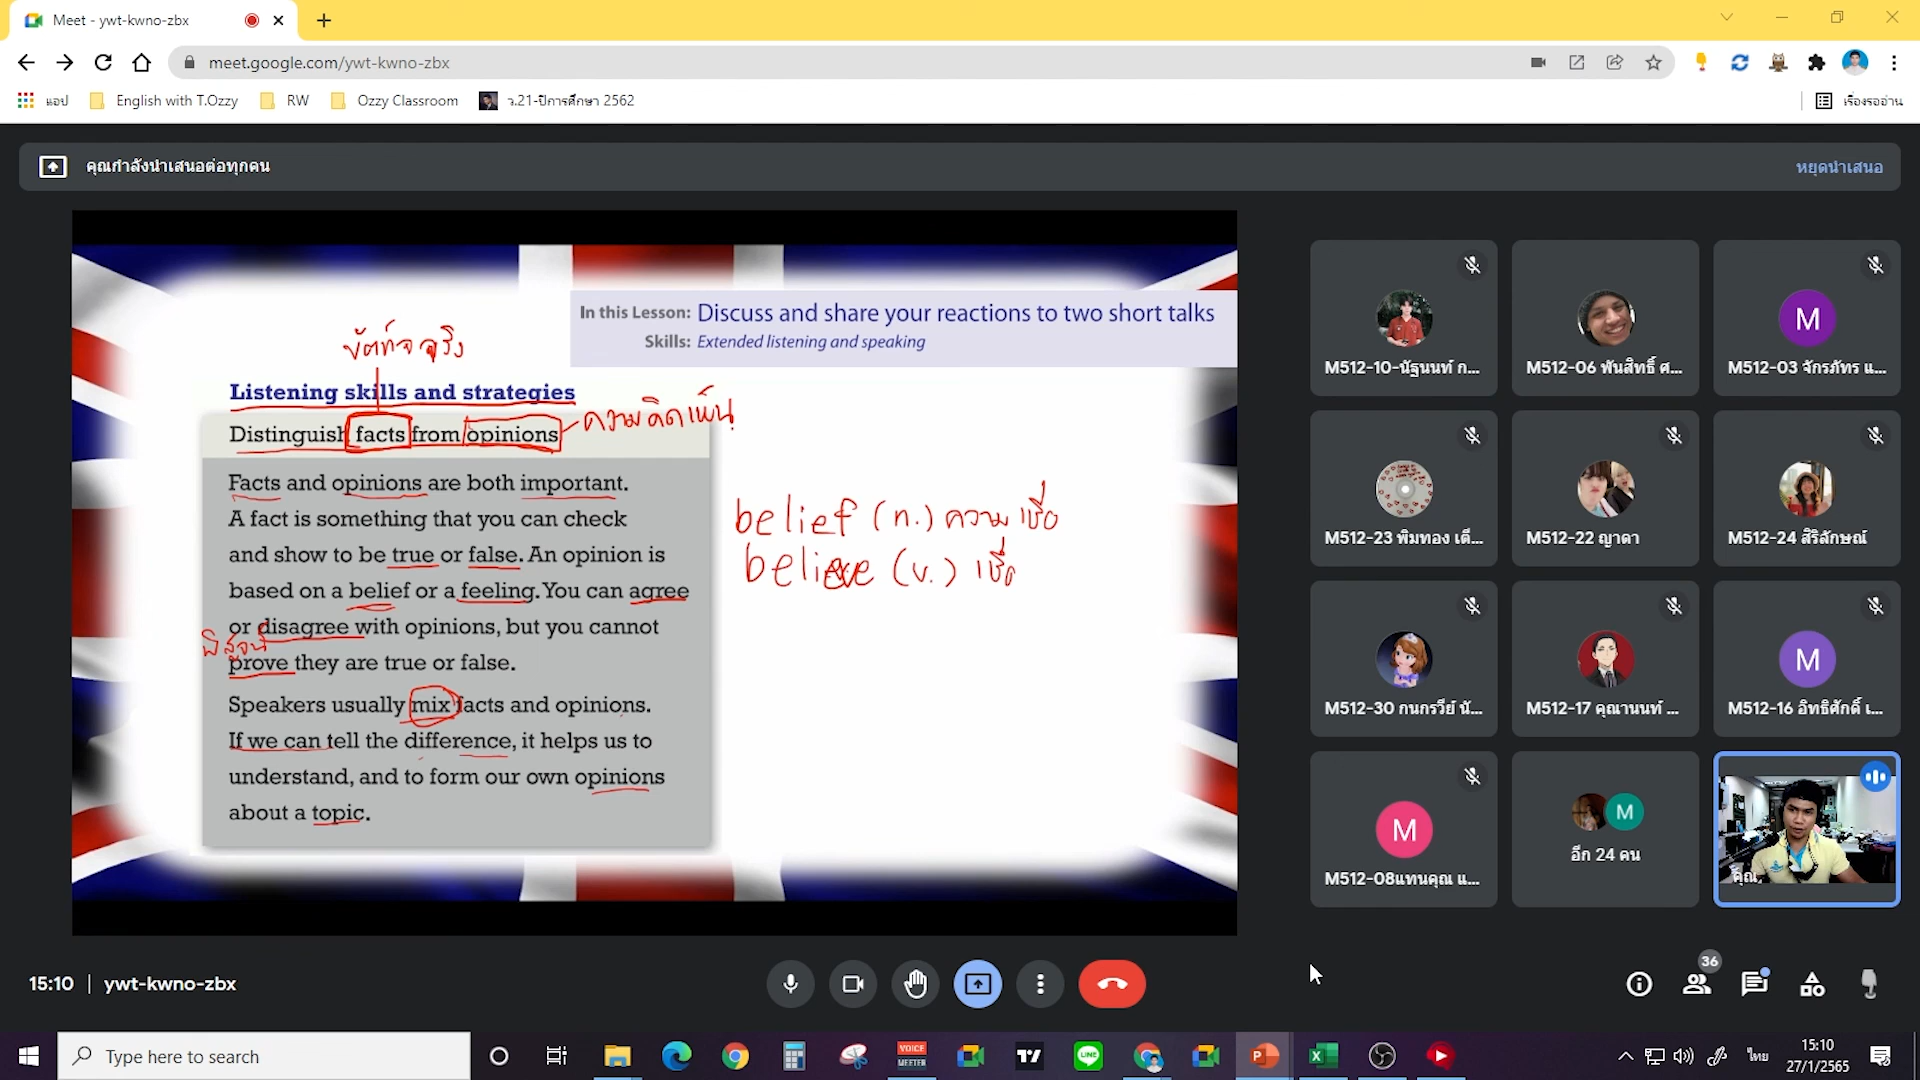 Meet - ywt-kwno-zbx
meet.google.com/ywt-kwno-zbx
แอป
English with T.Ozzy
RW
Ozzy Classroom
ว.21-ปีการศึกษา 2562
เรื่องรออ่าน
คุณกำลังนำเสนอต่อทุกคน
หยุดนำเสนอ
In this Lesson: Discuss and share your reactions to two short talks
Skills: Extended listening and speaking
Listening skills and strategies
ความคิดเห็น
Distinguish facts from opinions
Facts and opinions are both important.
A fact is something that you can check
and show to be true or false. An opinion is
based on a belief or a feeling. You can agree
or disagree with opinions, but you cannot
พิสูจน์
prove they are true or false.
Speakers usually mix facts and opinions.
If we can tell the difference, it helps us to
understand, and to form our own opinions
about a topic.
belief (n.) ความเชื่อ
believe (v.) เชื่อ
M512-10-นัฐนนท์ ก...
M512-06 พันสิทธิ์ ศ...
M
M512-03 จักรภัทร แ...
M512-23 พิมทอง เต็...
M512-22 ญาดา
M512-24 สิริลักษณ์
M512-30 กนกรวีย์ นั...
M512-17 คุณานนท์ ...
M
M512-16 อิทธิศักดิ์ เ...
M
M512-08แทนคุณ แ...
M
อีก 24 คน
คุณ
15:10 | ywt-kwno-zbx
36
Type here to search
VOICE
MEETER
LINE
ไทย
15:10
27/1/2565